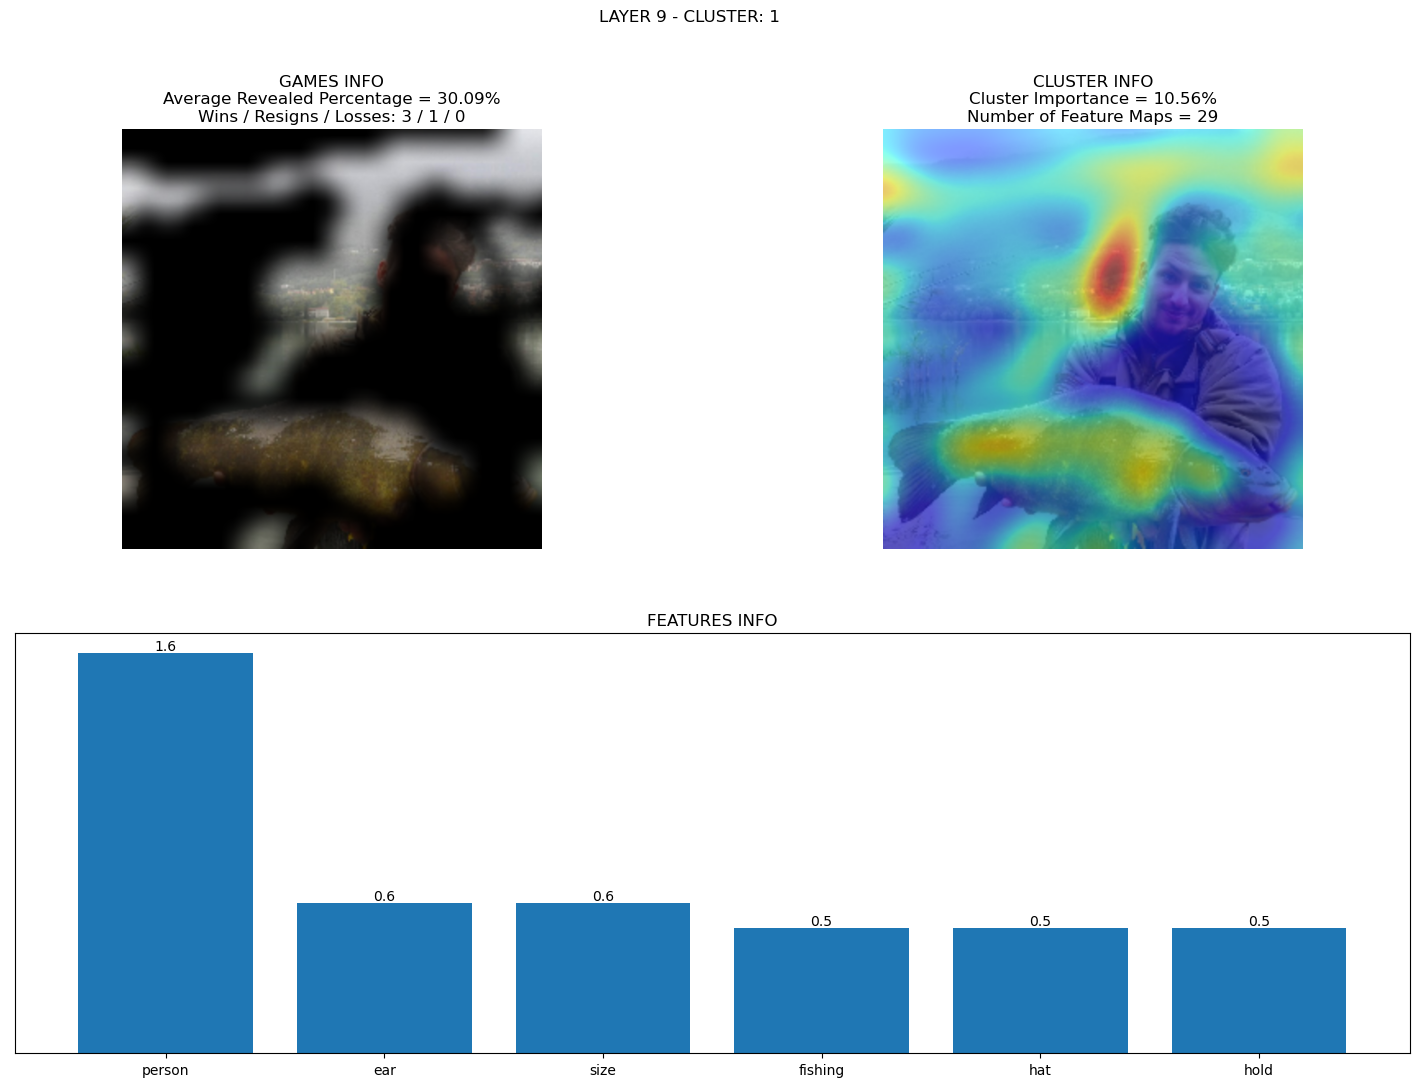 LAYER 9 - CLUSTER: 1
GAMES INFO
Average Revealed Percentage = 30.09%
Wins / Resigns / Losses: 3 / 1 / 0
CLUSTER INFO
Cluster Importance = 10.56%
Number of Feature Maps = 29
FEATURES INFO
1.6
0.6
0.6
0.5
0.5
0.5
person
ear
size
fishing
hat
hold